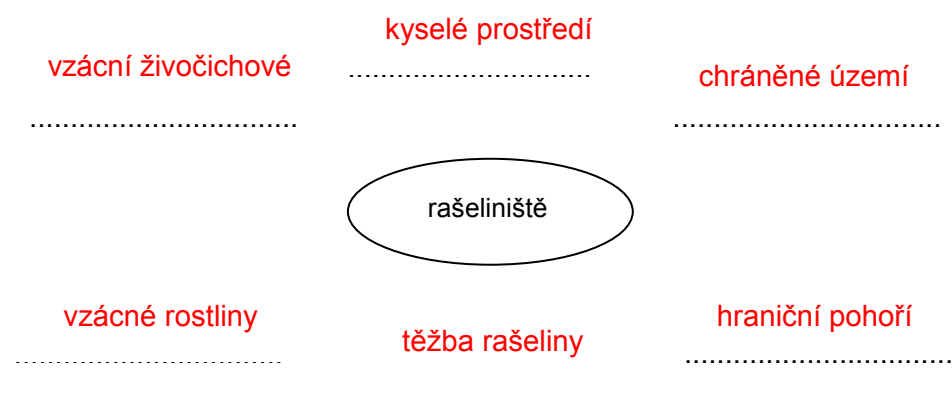 kyselé prostředí
vzácní živočichové
chráněné území
rašeliniště
vzácné rostliny
hraniční pohoří
těžba rašeliny